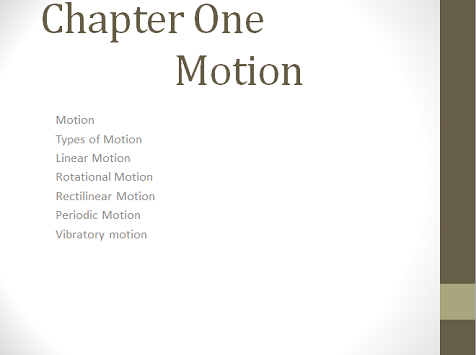 Chapter One
Motion
Motion
Types of Motion
Linear Motion
Rotational Motion
Rectilinear Motion
Periodic Motion
Vibratory motion